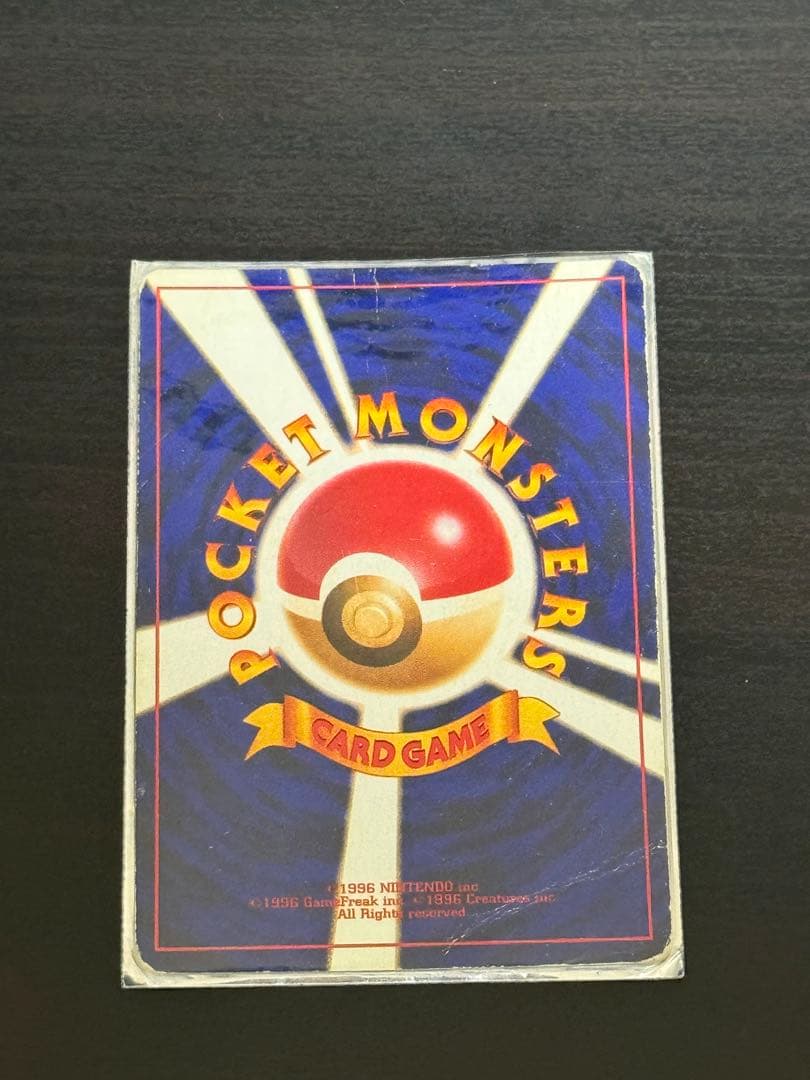 POCKET MONSTERS
CARD GAME
©1996 NINTENDO inc
©1996 GameFreak inc. ©1996 Creatures inc
All Rights reserved